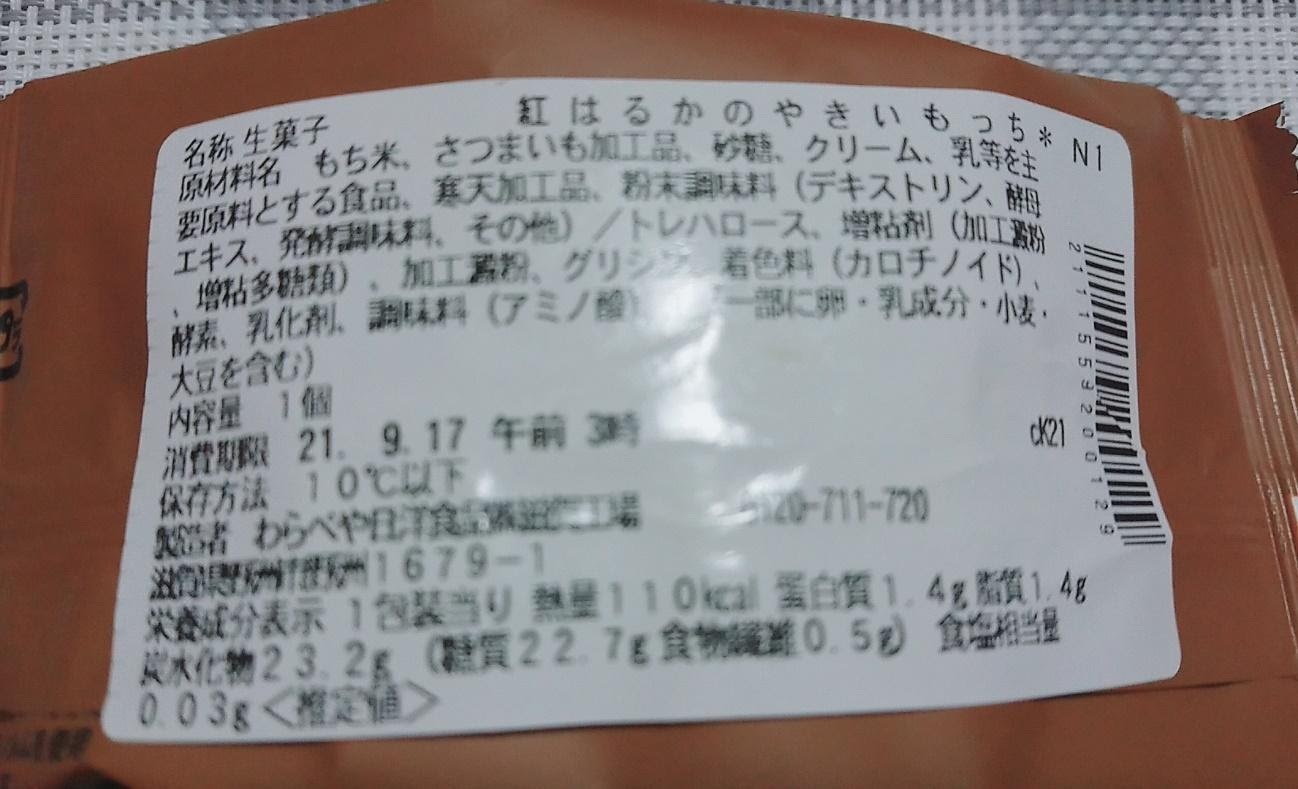 紅はるかのやきいもっち* N1
名称 生菓子
原材料名 もち米、さつまいも加工品、砂糖、クリーム、乳等を主
要原料とする食品、寒天加工品、粉末調味料(デキストリン、酵母
エキス、発酵調味料、その他)/トレハロース、増粘剤(加工澱粉
、増粘多糖類)、加工澱粉、グリシ 着色料(カロチノイド)、
酵素、乳化剤、調味料(アミノ酸) 一部に卵・乳成分・小麦・
大豆を含む)
内容量 1個
消費期限 21. 9.17 午前 3時
cK21
保存方法 10℃以下
製造者 わらべや日洋食品㈱滋賀工場 0120-711-720
滋賀県 1679-1
栄養成分表示 1包装当り 熱量110kcal 蛋白質1.4g 脂質1.4g
炭水化物23.2g (糖質22.7g 食物繊維0.5g) 食塩相当量
0.03g<推定値>
2111559200129